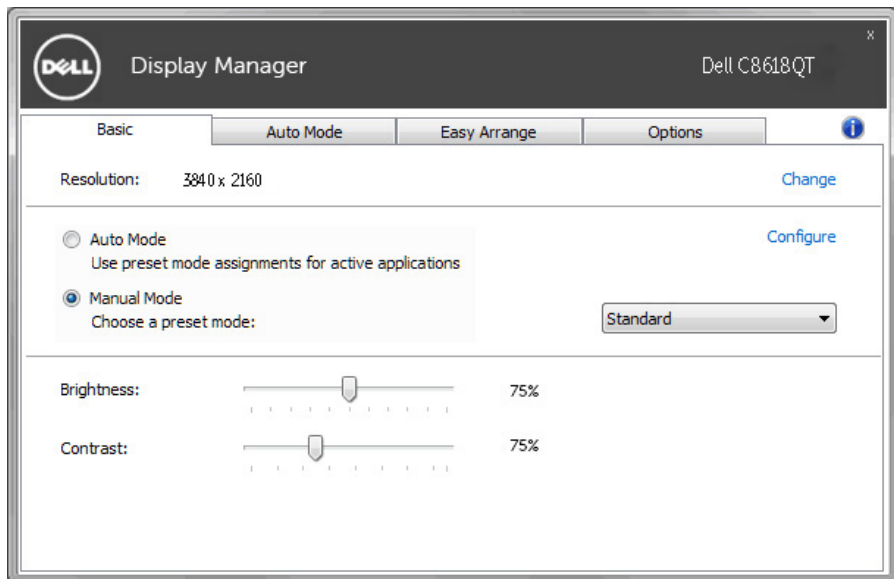 x
DELL Display Manager Dell C8618QT
Basic Auto Mode Easy Arrange Options i
Resolution: 3840 x 2160 Change
Auto Mode Configure
Use preset mode assignments for active applications
Manual Mode
Choose a preset mode: Standard
Brightness: 75%
Contrast: 75%